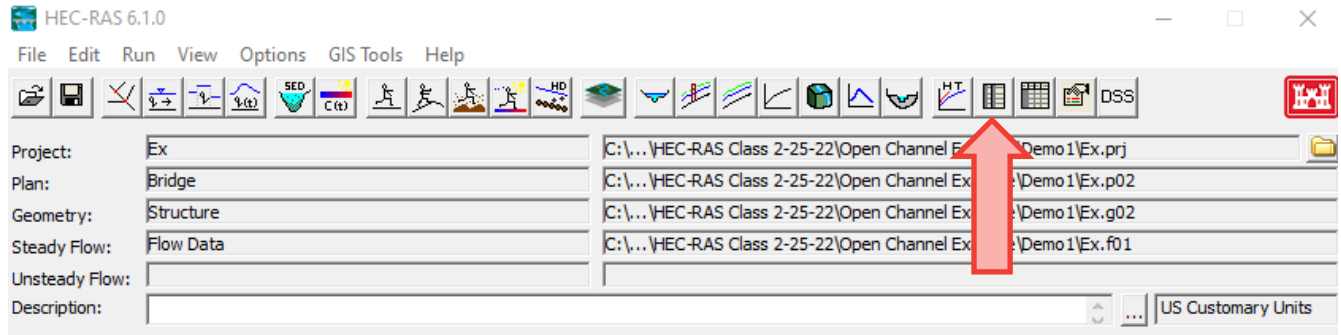 HEC-RAS 6.1.0
File Edit Run View Options GIS Tools Help
SED C(t) HD HT DSS
Project: Ex C:\...\HEC-RAS Class 2-25-22\Open Channel E Demo1\Ex.prj
Plan: Bridge C:\...\HEC-RAS Class 2-25-22\Open Channel Ex e\Demo1\Ex.p02
Geometry: Structure C:\...\HEC-RAS Class 2-25-22\Open Channel Ex e\Demo1\Ex.g02
Steady Flow: Flow Data C:\...\HEC-RAS Class 2-25-22\Open Channel Ex e\Demo1\Ex.f01
Unsteady Flow:
Description: ... US Customary Units